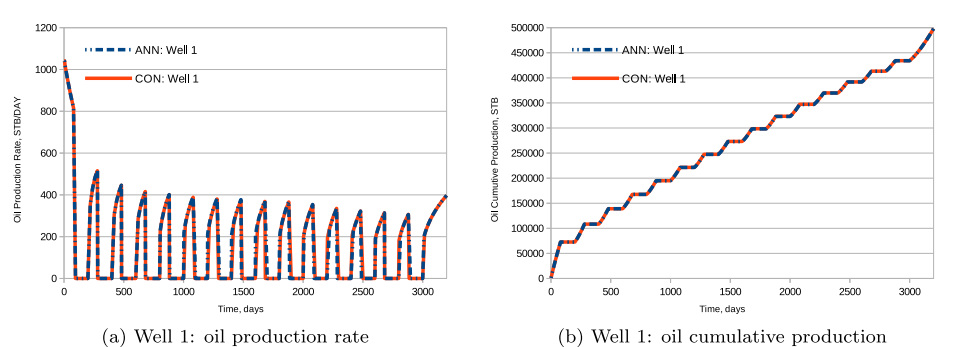 1200
1000
800
600
400
200
0
Oil Production Rate, STB/DAY
ANN: Well 1
CON: Well 1
0 500 1000 1500 2000 2500 3000
Time, days
(a) Well 1: oil production rate
500000
450000
400000
350000
300000
250000
200000
150000
100000
50000
0
Oil Cumulative Production, STB
ANN: Well 1
CON: Well 1
0 500 1000 1500 2000 2500 3000
Time, days
(b) Well 1: oil cumulative production